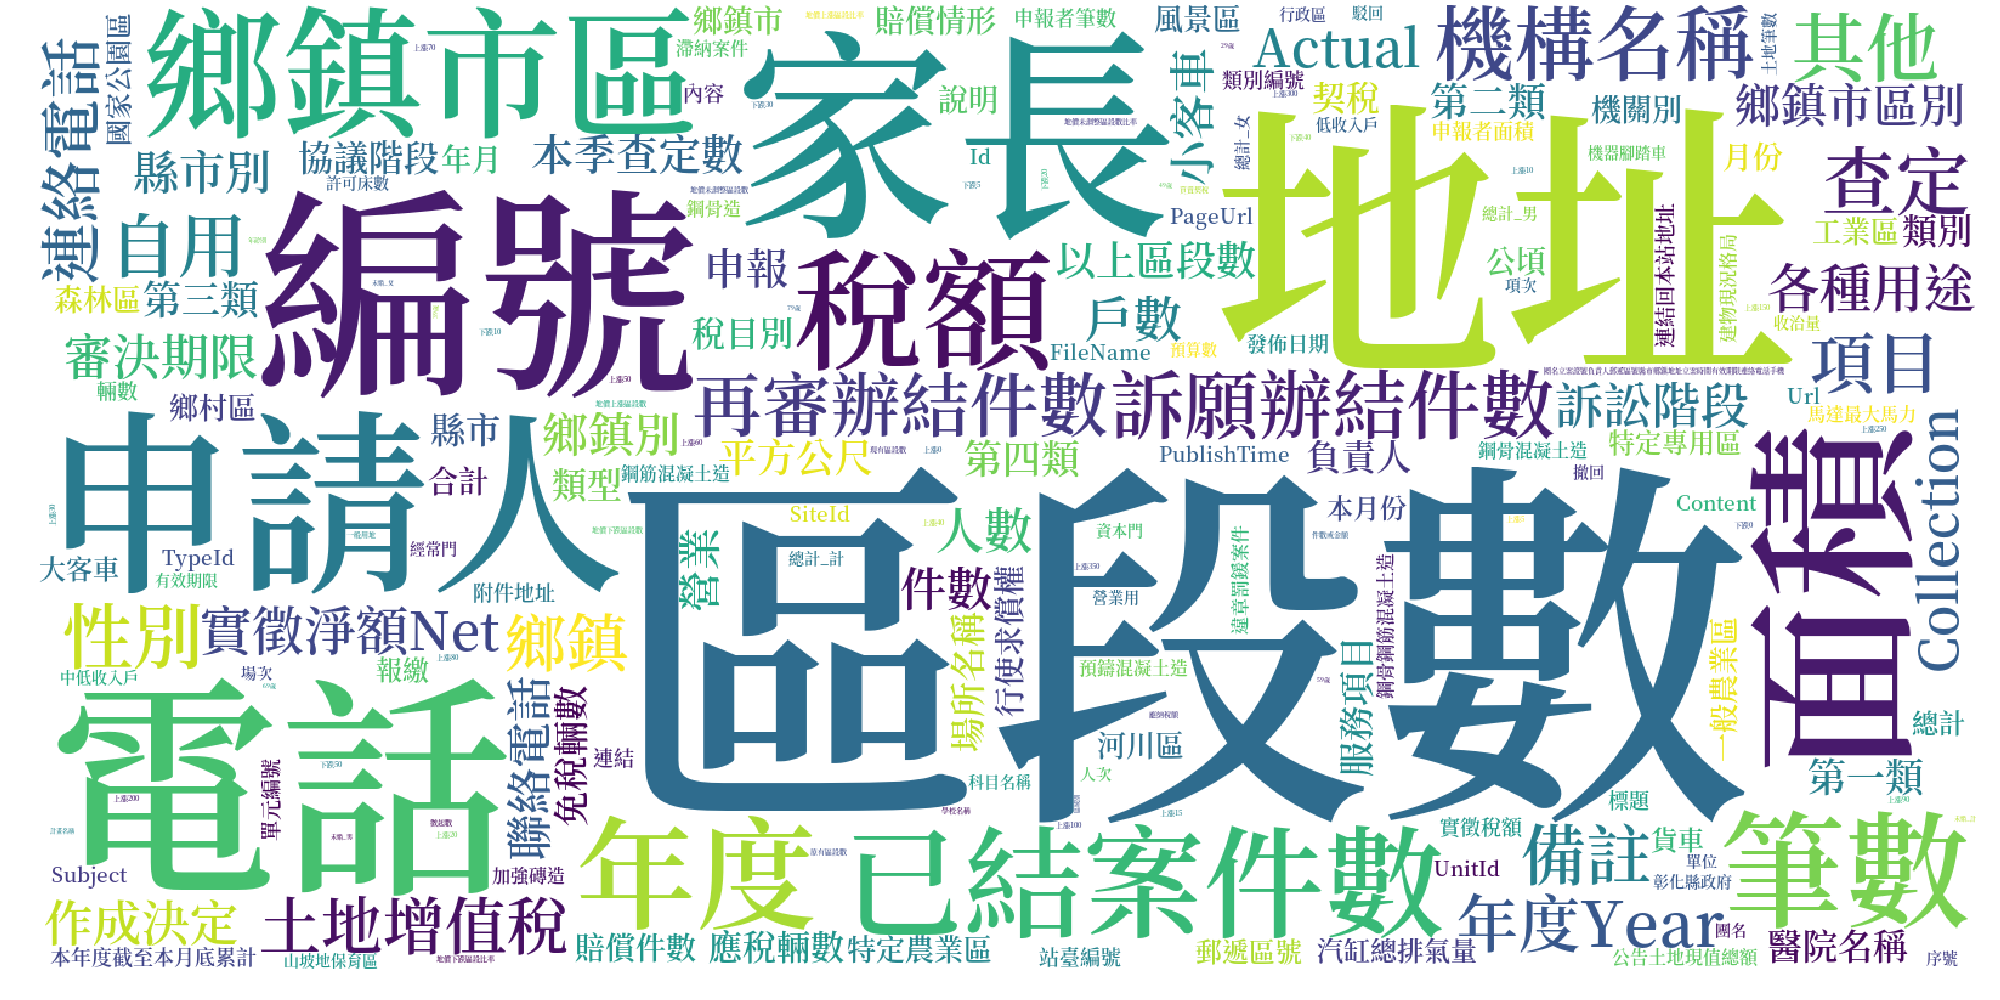 鄉鎮市區
家長
地址
編號
區段數
申請人
電話
稅額
面積
機構名稱
其他
Actual
鄉鎮市
賠償情形
申報者筆數
風景區
行政區
駁回
土地筆數
滯納案件
國家公園區
連絡電話
內容
說明
小客車
類別編號
契稅
第二類
機關別
鄉鎮市區別
縣市別
協議階段
年月
本季查定數
許可床數
Id
總計_女
低收入戶
申報者面積
機器腳踏車
月份
查定
自用
鋼骨造
PageUrl
總計_男
連結回本站地址
建物現況格局
工業區
類別
森林區
第三類
申報
以上區段數
公頃
項次
各種用途
審決期限
稅目別
戶數
FileName
預算數
發佈日期
收治量
項目
輛數
鄉村區
再審辦結件數
訴願辦結件數
訴訟階段
Url
馬達最大馬力
縣市
鄉鎮別
平方公尺
第四類
PublishTime
負責人
鋼骨混凝土造
特定專用區
合計
類型
鋼筋混凝土造
撤回
Collection
SiteId
人數
資本門
本月份
Content
大客車
TypeId
有效期限
經常門
附件地址
營業
總計_計
件數
營業用
違章罰鍰案件
鋼骨鋼筋混凝土造
性別
實徵淨額Net
鄉鎮
場所名稱
行使求償權
預鑄混凝土造
服務項目
一般農業區
中低收入戶
場次
報繳
聯絡電話
免稅輛數
連結
河川區
總計
科目名稱
人次
第一類
標題
單元編號
年度
已結案件數
實徵稅額
備註
貨車
筆數
Subject
加強磚造
UnitId
單位
彰化縣政府
作成決定
土地增值稅
年度Year
團名
本年度截至本月底累計
山坡地保育區
賠償件數
應稅輛數
特定農業區
站臺編號
郵遞區號
汽缸總排氣量
公告土地現值總額
醫院名稱
序號